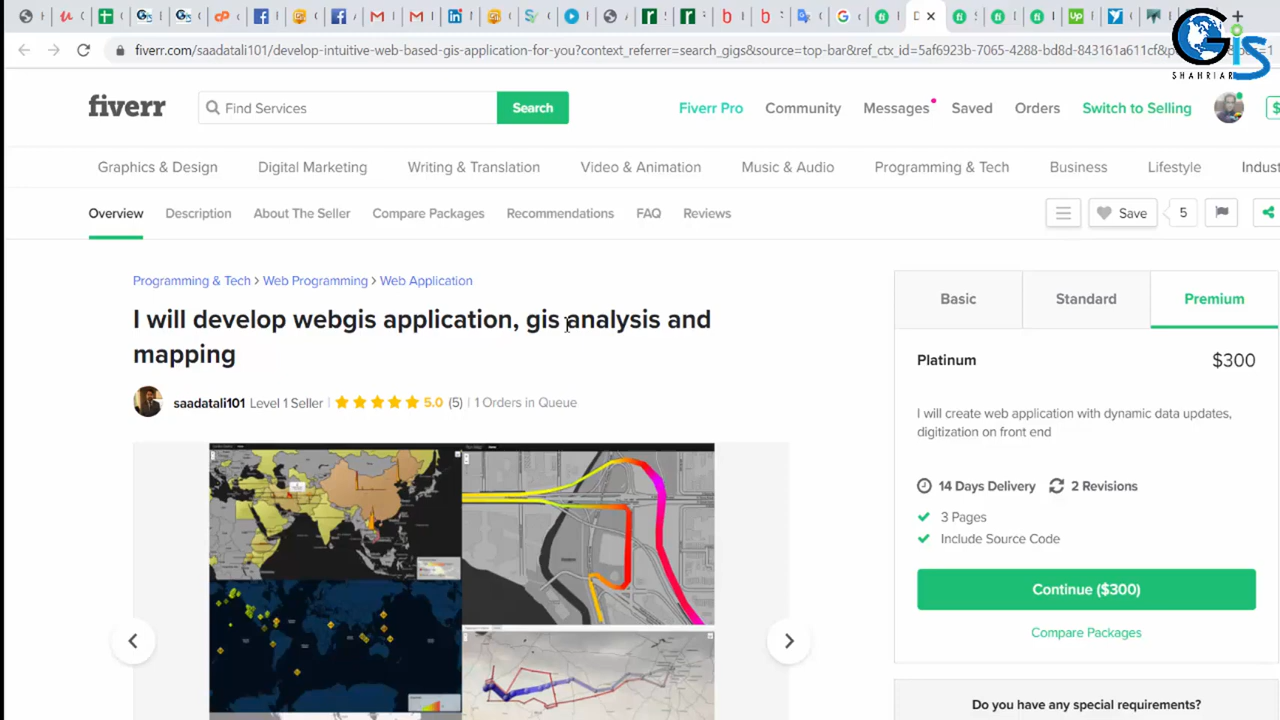 fiverr.com/saadatali101/develop-intuitive-web-based-gis-application-for-you?context_referrer=search_gigs&source=top-bar&ref_ctx_id=5af6923b-7065-4288-bd8d-843161a611cf&p
GIS
SHAHRIAR
fiverr
Find Services
Search
Fiverr Pro
Community
Messages
Saved
Orders
Switch to Selling
$
Graphics & Design
Digital Marketing
Writing & Translation
Video & Animation
Music & Audio
Programming & Tech
Business
Lifestyle
Indust
Overview
Description
About The Seller
Compare Packages
Recommendations
FAQ
Reviews
Save
5
Programming & Tech > Web Programming > Web Application
I will develop webgis application, gis analysis and
mapping
saadatali101 Level 1 Seller | 5.0 (5) | 1 Orders in Queue
Basic
Standard
Premium
Platinum
$300
I will create web application with dynamic data updates,
digitization on front end
14 Days Delivery
2 Revisions
3 Pages
Include Source Code
Continue ($300)
Compare Packages
Do you have any special requirements?